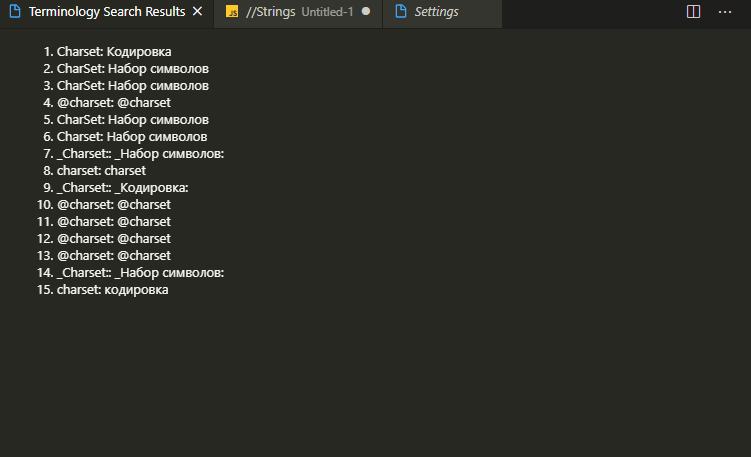 Terminology Search Results
JS //Strings Untitled-1
Settings
1. Charset: Кодировка
2. CharSet: Набор символов
3. CharSet: Набор символов
4. @charset: @charset
5. CharSet: Набор символов
6. Charset: Набор символов
7. _Charset:: _Набор символов:
8. charset: charset
9. _Charset:: _Кодировка:
10. @charset: @charset
11. @charset: @charset
12. @charset: @charset
13. @charset: @charset
14. _Charset:: _Набор символов:
15. charset: кодировка